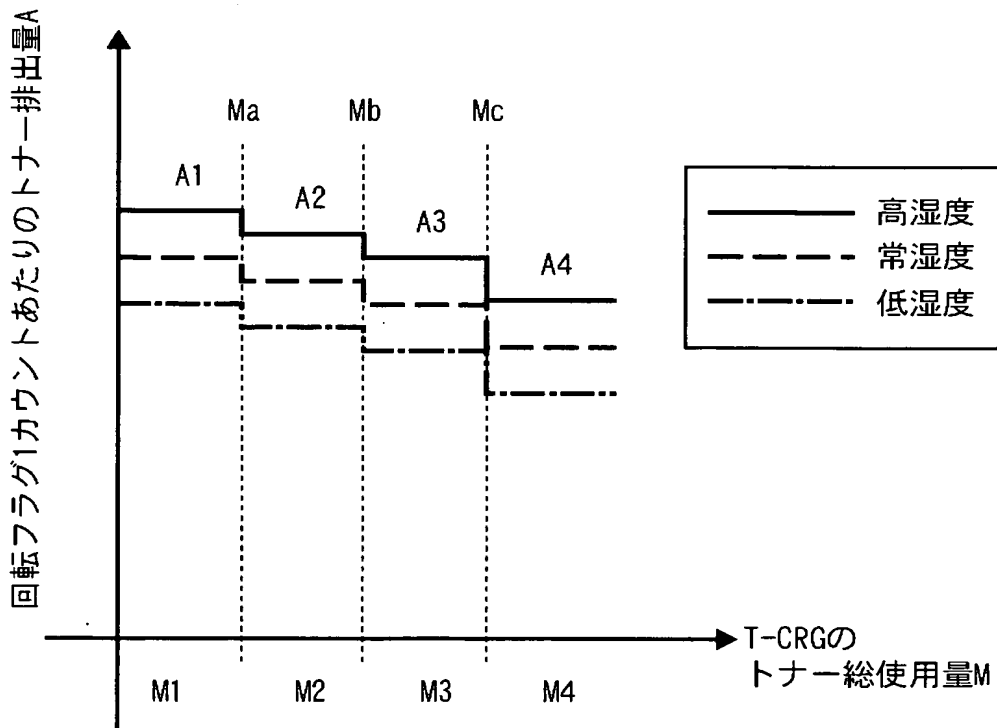 回転フラグ1カウントあたりのトナー排出量A
Ma
Mb
Mc
A1
A2
A3
A4
高湿度
常湿度
低湿度
T-CRGの
トナー総使用量M
M1
M2
M3
M4